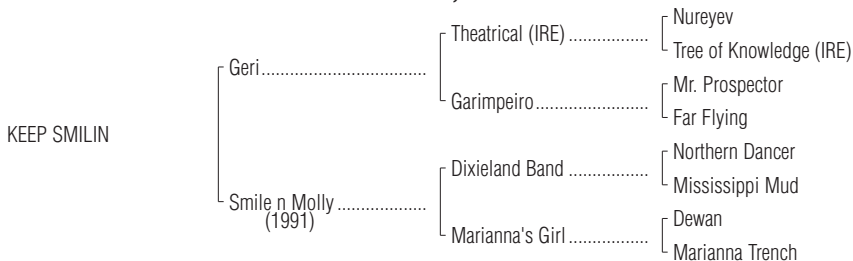 Nureyev
Theatrical (IRE) ..................
Tree of Knowledge (IRE)
Geri.....................................
Mr. Prospector
Garimpeiro..........................
Far Flying
KEEP SMILIN
Northern Dancer
Dixieland Band ..................
Mississippi Mud
Smile n Molly ....................
(1991)
Dewan
Marianna's Girl ..................
Marianna Trench